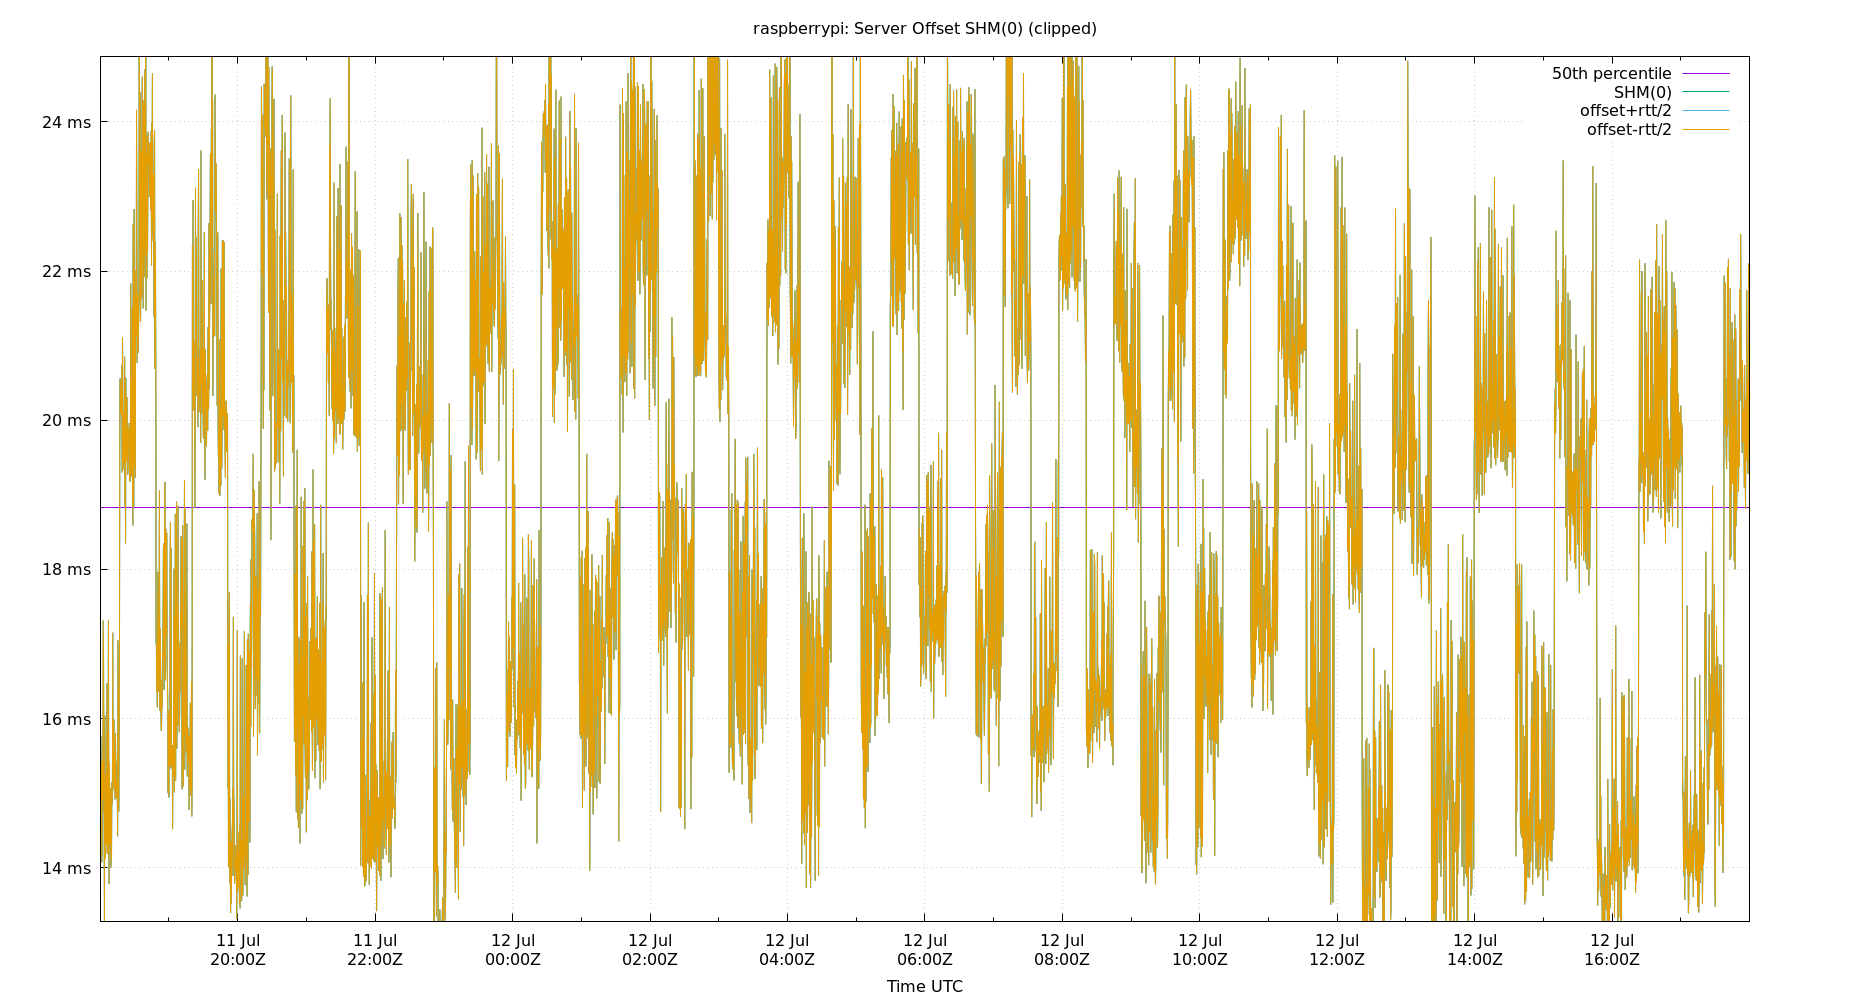 raspberrypi: Server Offset SHM(0) (clipped)
50th percentile
SHM(0)
offset+rtt/2
offset-rtt/2
24 ms
22 ms
20 ms
18 ms
16 ms
14 ms
11 Jul 11 Jul 12 Jul 12 Jul 12 Jul 12 Jul 12 Jul 12 Jul 12 Jul 12 Jul 12 Jul
20:00Z 22:00Z 00:00Z 02:00Z 04:00Z 06:00Z 08:00Z 10:00Z 12:00Z 14:00Z 16:00Z
Time UTC